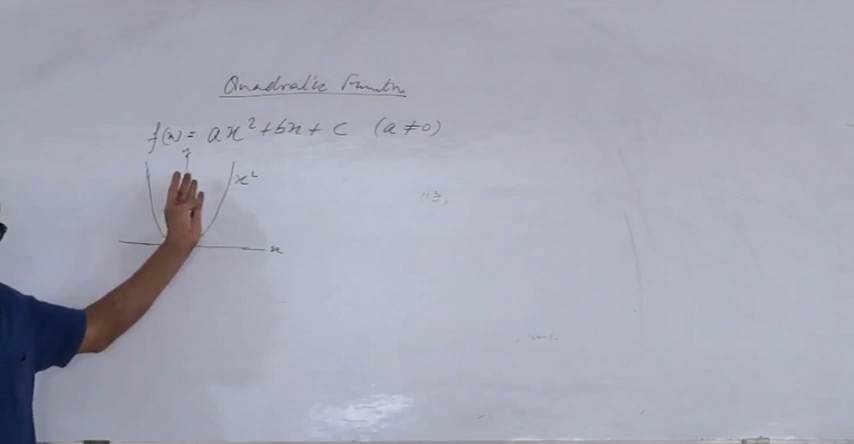 Quadratic Function
f(x) = ax² + bx + c (a ≠ 0)
x²
x